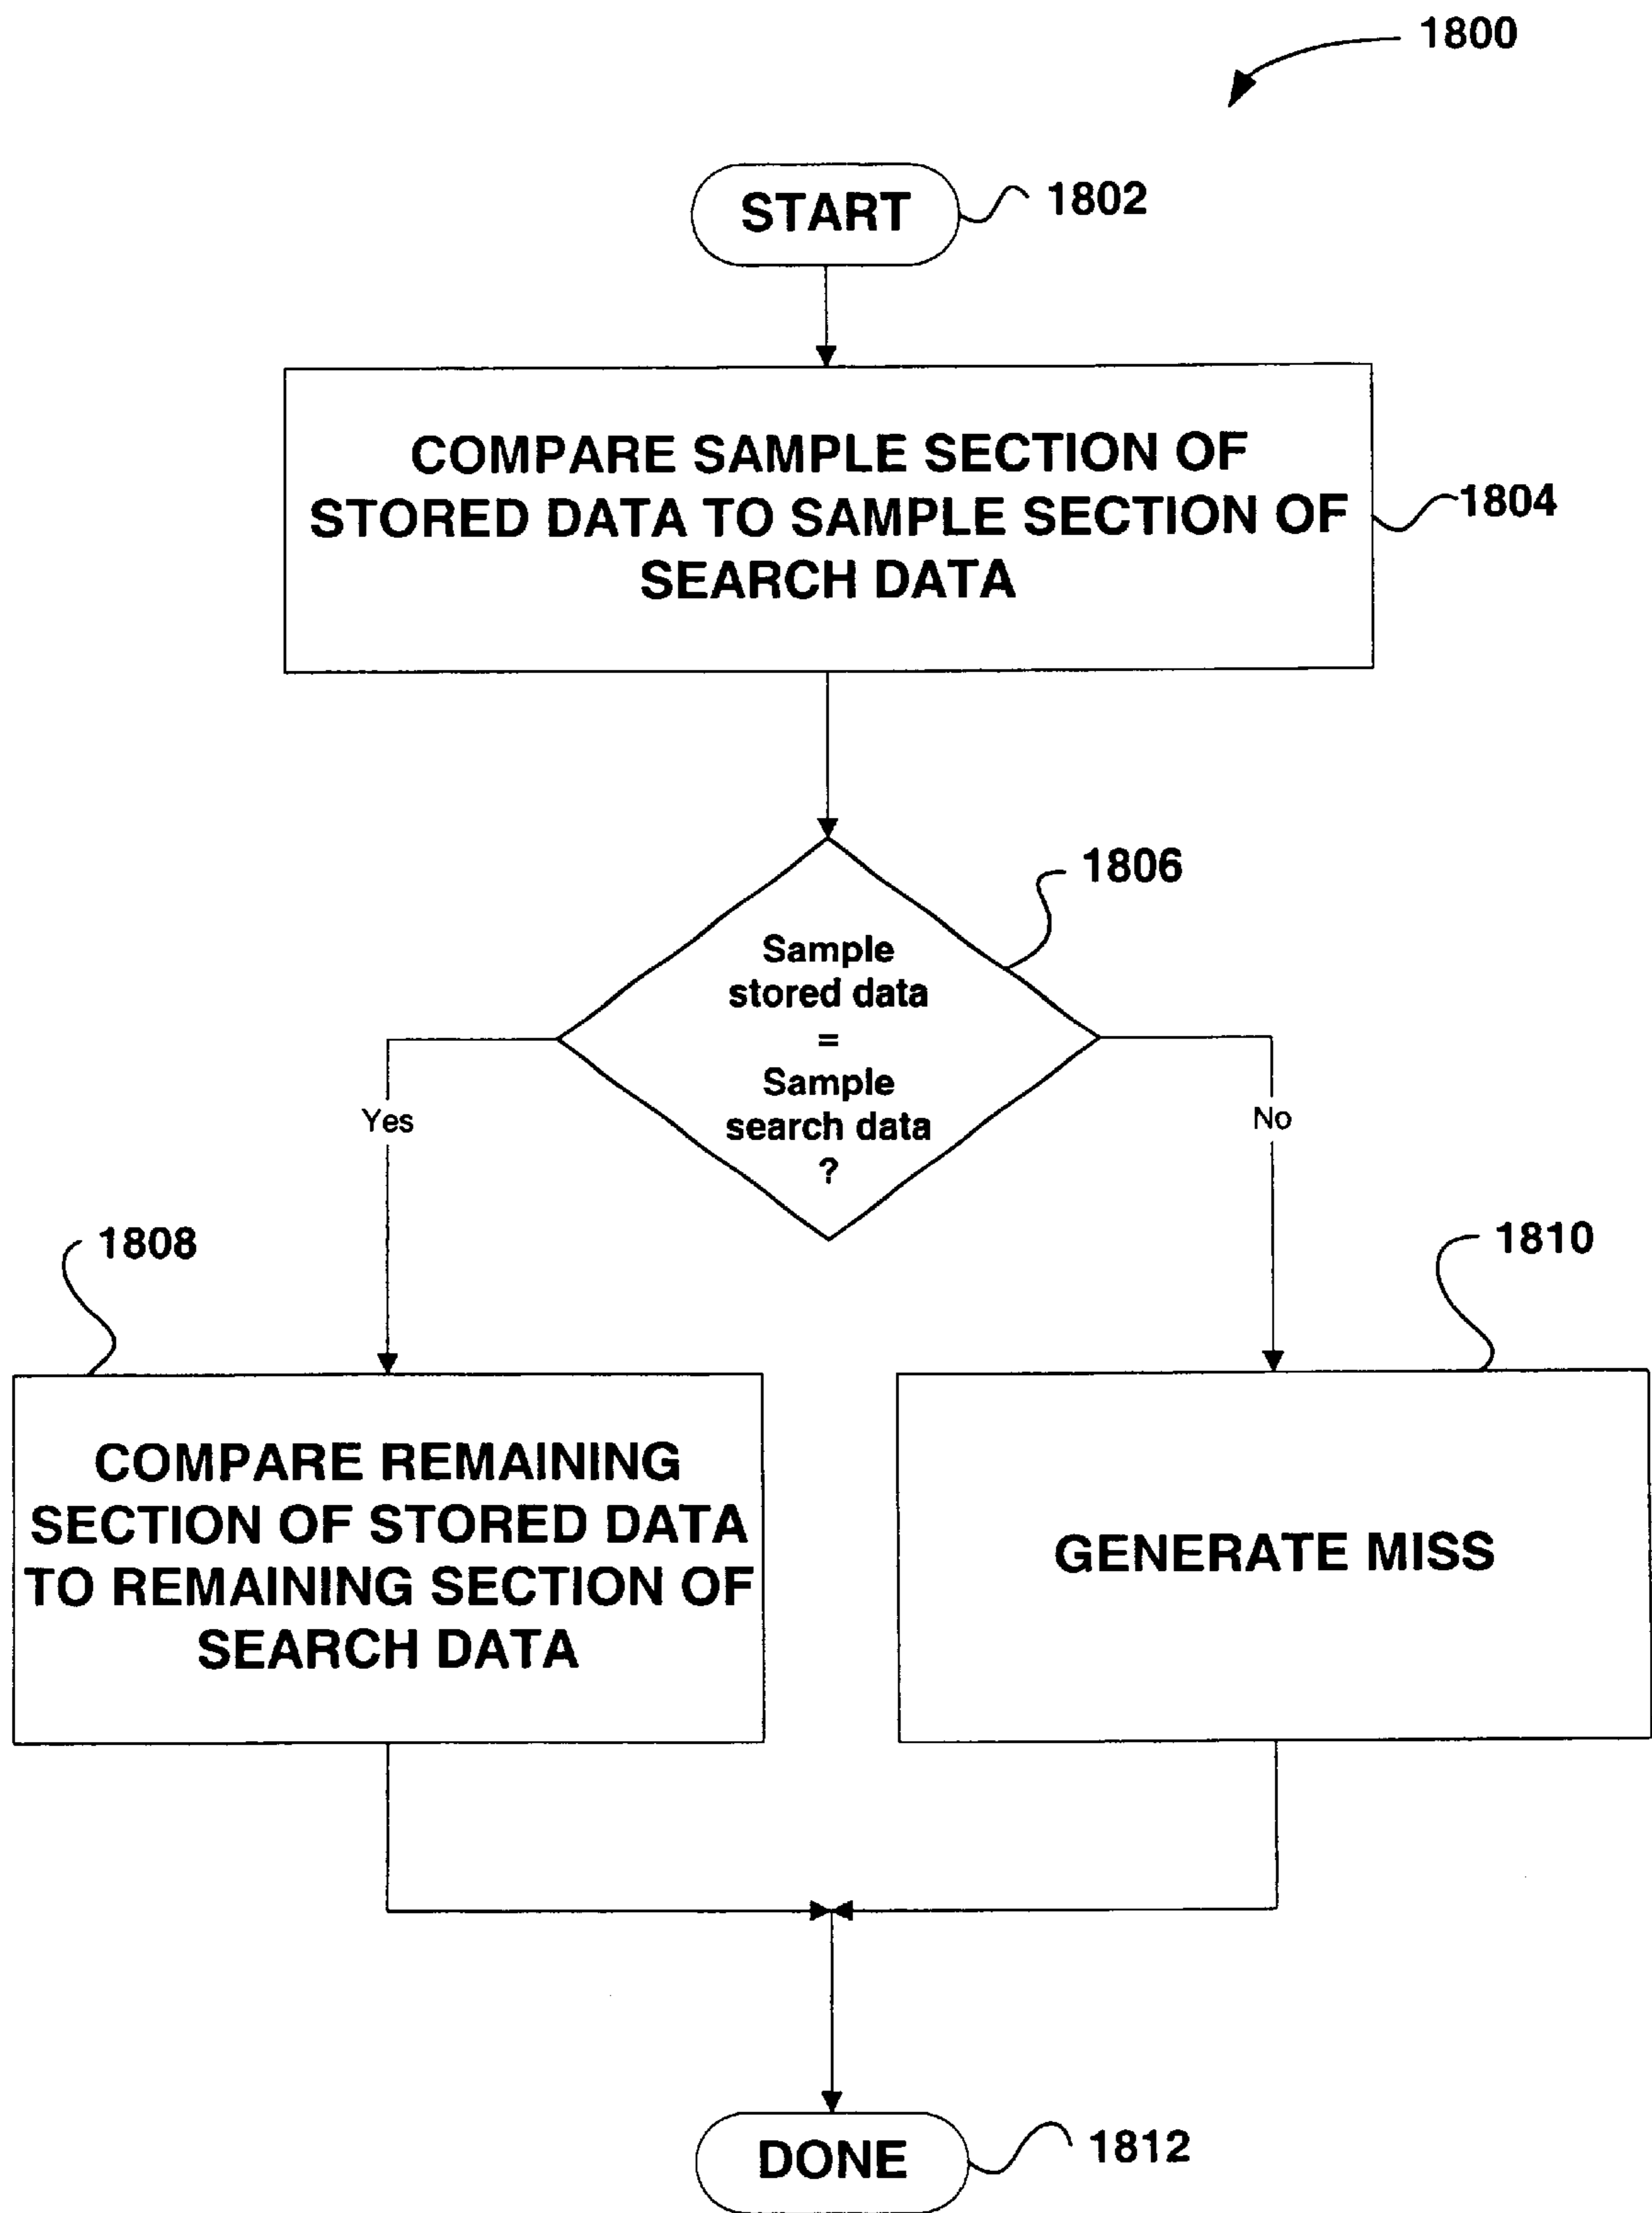 1800
START
1802
COMPARE SAMPLE SECTION OF
STORED DATA TO SAMPLE SECTION OF
SEARCH DATA
1804
1806
Sample
stored data
=
Sample
search data
?
Yes
No
1808
1810
COMPARE REMAINING
SECTION OF STORED DATA
TO REMAINING SECTION OF
SEARCH DATA
GENERATE MISS
DONE
1812